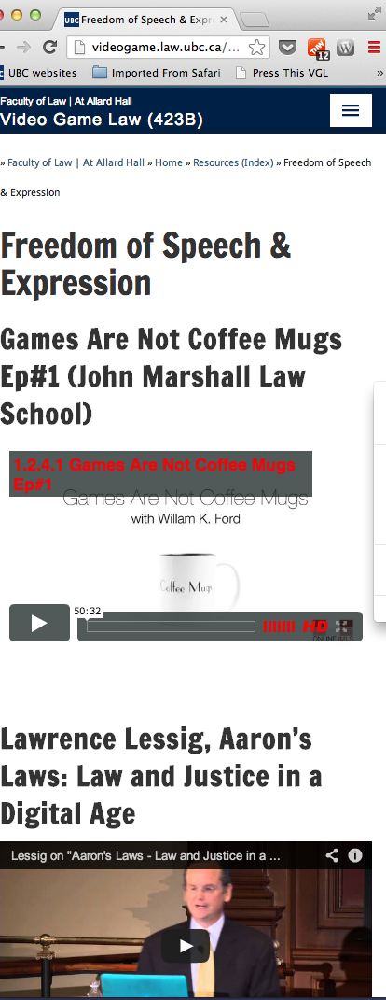 UBC Freedom of Speech & Expr
videogame.law.ubc.ca/...
12
UBC websites Imported From Safari Press This VGL »
Faculty of Law | At Allard Hall
Video Game Law (423B)
» Faculty of Law | At Allard Hall » Home » Resources (Index) » Freedom of Speech
& Expression
Freedom of Speech &
Expression
Games Are Not Coffee Mugs
Ep#1 (John Marshall Law
School)
1.2.4.1 Games Are Not Coffee Mugs
Ep#1
Games Are Not Coffee Mugs
with Willam K. Ford
Coffee Mugs
50:32
HD
Lawrence Lessig, Aaron's
Laws: Law and Justice in a
Digital Age
Lessig on "Aaron's Laws - Law and Justice in a ...